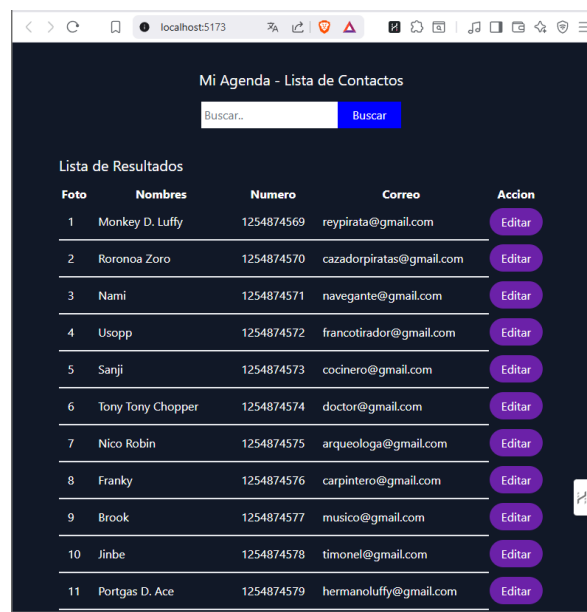 localhost:5173
Mi Agenda - Lista de Contactos
Buscar.. Buscar
Lista de Resultados
Foto Nombres Numero Correo Accion
1 Monkey D. Luffy 1254874569 reypirata@gmail.com Editar
2 Roronoa Zoro 1254874570 cazadorpiratas@gmail.com Editar
3 Nami 1254874571 navegante@gmail.com Editar
4 Usopp 1254874572 francotirador@gmail.com Editar
5 Sanji 1254874573 cocinero@gmail.com Editar
6 Tony Tony Chopper 1254874574 doctor@gmail.com Editar
7 Nico Robin 1254874575 arqueologa@gmail.com Editar
8 Franky 1254874576 carpintero@gmail.com Editar
9 Brook 1254874577 musico@gmail.com Editar
10 Jinbe 1254874578 timonel@gmail.com Editar
11 Portgas D. Ace 1254874579 hermanoluffy@gmail.com Editar